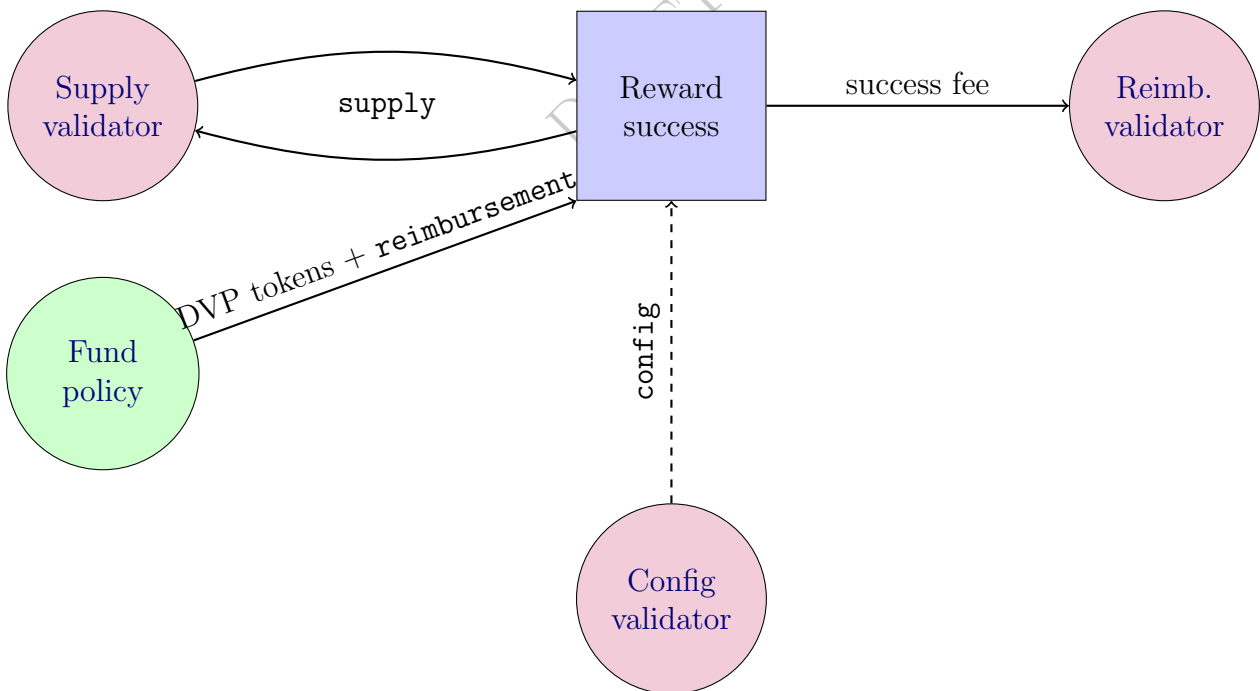 Supply
validator
supply
Reward
success
success fee
Reimb.
validator
DVP tokens + reimbursement
Fund
policy
config
Config
validator